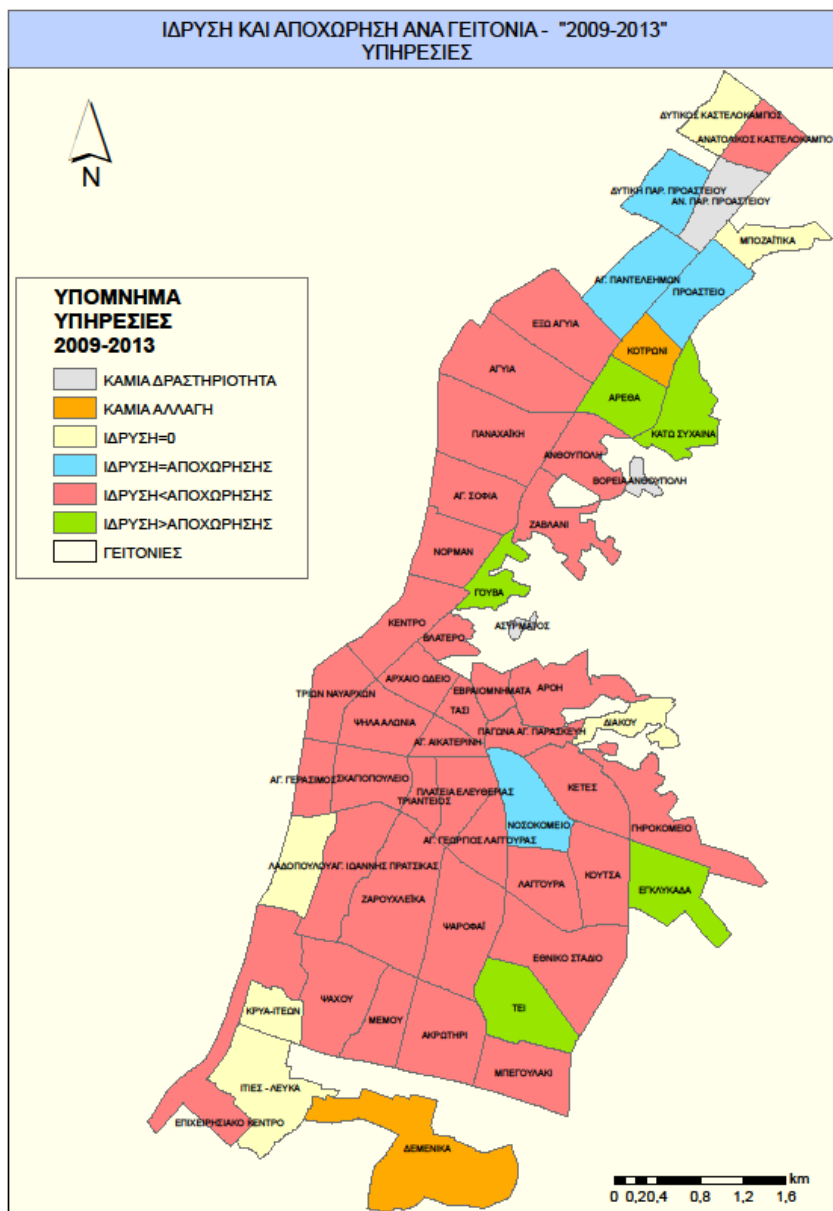 ΙΔΡΥΣΗ ΚΑΙ ΑΠΟΧΩΡΗΣΗ ΑΝΑ ΓΕΙΤΟΝΙΑ - "2009-2013"
ΥΠΗΡΕΣΙΕΣ
N
ΔΥΤΙΚΟΣ ΚΑΣΤΕΛΟΚΑΜΠΟΣ
ΑΝΑΤΟΛΙΚΟΣ ΚΑΣΤΕΛΟΚΑΜΠΟ
ΔΥΤΙΚΗ ΠΑΡ. ΠΡΟΑΣΤΕΙΟΥ
ΑΝ. ΠΑΡ. ΠΡΟΑΣΤΕΙΟΥ
ΜΠΟΖΑΪΤΙΚΑ
ΑΓ. ΠΑΝΤΕΛΕΗΜΩΝ
ΠΡΟΑΣΤΕΙΟ
ΥΠΟΜΝΗΜΑ
ΥΠΗΡΕΣΙΕΣ
2009-2013
ΚΑΜΙΑ ΔΡΑΣΤΗΡΙΟΤΗΤΑ
ΚΑΜΙΑ ΑΛΛΑΓΗ
ΙΔΡΥΣΗ=0
ΙΔΡΥΣΗ=ΑΠΟΧΩΡΗΣΗΣ
ΙΔΡΥΣΗ<ΑΠΟΧΩΡΗΣΗΣ
ΙΔΡΥΣΗ>ΑΠΟΧΩΡΗΣΗΣ
ΓΕΙΤΟΝΙΕΣ
ΕΞΩ ΑΓΥΙΑ
ΚΟΤΡΩΝΙ
ΑΓΥΙΑ
ΑΡΕΘΑ
ΠΑΝΑΧΑΪΚΗ
ΚΑΤΩ ΣΥΧΑΙΝΑ
ΑΝΘΟΥΠΟΛΗ
ΒΟΡΕΙΑ ΑΝΘΟΥΠΟΛΗ
ΑΓ. ΣΟΦΙΑ
ΖΑΒΛΑΝΙ
ΝΟΡΜΑΝ
ΓΟΥΒΑ
ΚΕΝΤΡΟ
ΑΣΥΡΜΑΤΟΣ
ΒΛΑΤΕΡΟ
ΑΡΧΑΙΟ ΩΔΕΙΟ
ΤΡΙΩΝ ΝΑΥΑΡΧΩΝ
ΕΒΡΑΙΟΜΝΗΜΑΤΑ
ΑΡΟΗ
ΤΑΣΙ
ΨΗΛΑ ΑΛΩΝΙΑ
ΔΙΑΚΟΥ
ΠΑΓΩΝΑ ΑΓ. ΠΑΡΑΣΚΕΥΗ
ΑΓ. ΑΙΚΑΤΕΡΙΝΗ
ΑΓ. ΓΕΡΑΣΙΜΟΣ
ΣΚΑΓΙΟΠΟΥΛΕΙΟ
ΠΛΑΤΕΙΑ ΕΛΕΥΘΕΡΙΑΣ
ΤΡΙΑΝΤΕΙΟΣ
ΚΕΤΕΣ
ΝΟΣΟΚΟΜΕΙΟ
ΓΗΡΟΚΟΜΕΙΟ
ΑΓ. ΓΕΩΡΓΙΟΣ ΛΑΓΓΟΥΡΑΣ
ΛΑΔΟΠΟΥΛΟΥ
ΑΓ. ΙΩΑΝΝΗΣ ΠΡΑΤΣΙΚΑΣ
ΚΟΥΤΣΑ
ΛΑΓΓΟΥΡΑ
ΕΓΛΥΚΑΔΑ
ΖΑΡΟΥΧΛΕΪΚΑ
ΨΑΡΟΦΑΪ
ΕΘΝΙΚΟ ΣΤΑΔΙΟ
ΨΑΧΟΥ
ΚΡΥΑ-ΙΤΕΩΝ
ΤΕΙ
ΜΕΜΟΥ
ΑΚΡΩΤΗΡΙ
ΜΠΕΓΟΥΛΑΚΙ
ΙΤΙΕΣ - ΛΕΥΚΑ
ΕΠΙΧΕΙΡΗΣΙΑΚΟ ΚΕΝΤΡΟ
ΔΕΜΕΝΙΚΑ
km
0 0,20,4 0,8 1,2 1,6